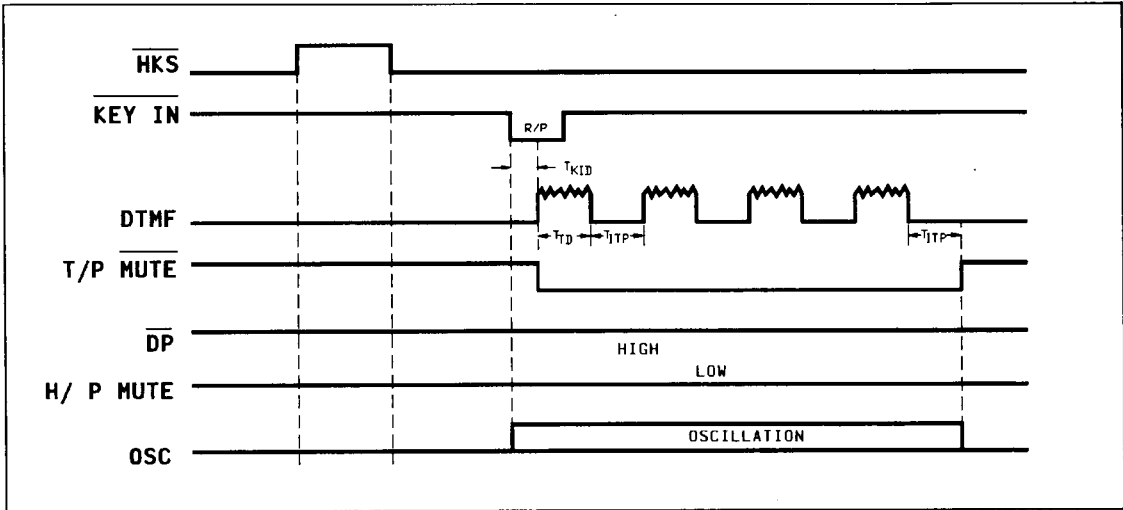 HKS
KEY IN
R/P
TKID
DTMF
TTD
TITP
TITP
T/P MUTE
DP
HIGH
LOW
H/ P MUTE
OSCILLATION
OSC